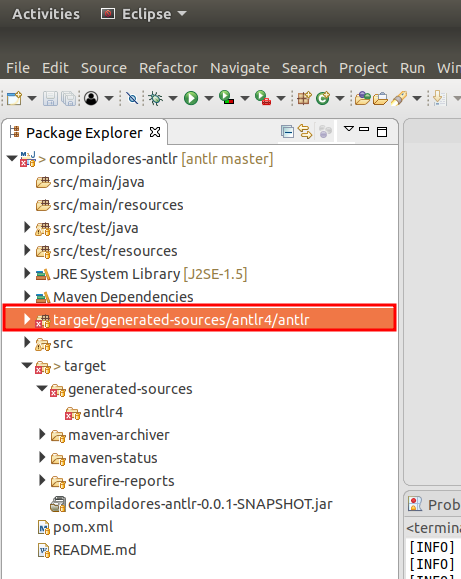 Activities Eclipse
File Edit Source Refactor Navigate Search Project Run Win
Package Explorer
> compiladores-antlr [antlr master]
src/main/java
src/main/resources
src/test/java
src/test/resources
JRE System Library [J2SE-1.5]
Maven Dependencies
target/generated-sources/antlr4/antlr
src
> target
generated-sources
antlr4
maven-archiver
maven-status
surefire-reports
compiladores-antlr-0.0.1-SNAPSHOT.jar
pom.xml
README.md
Prob
<termina
[INFO]
[INFO]
[INFO]